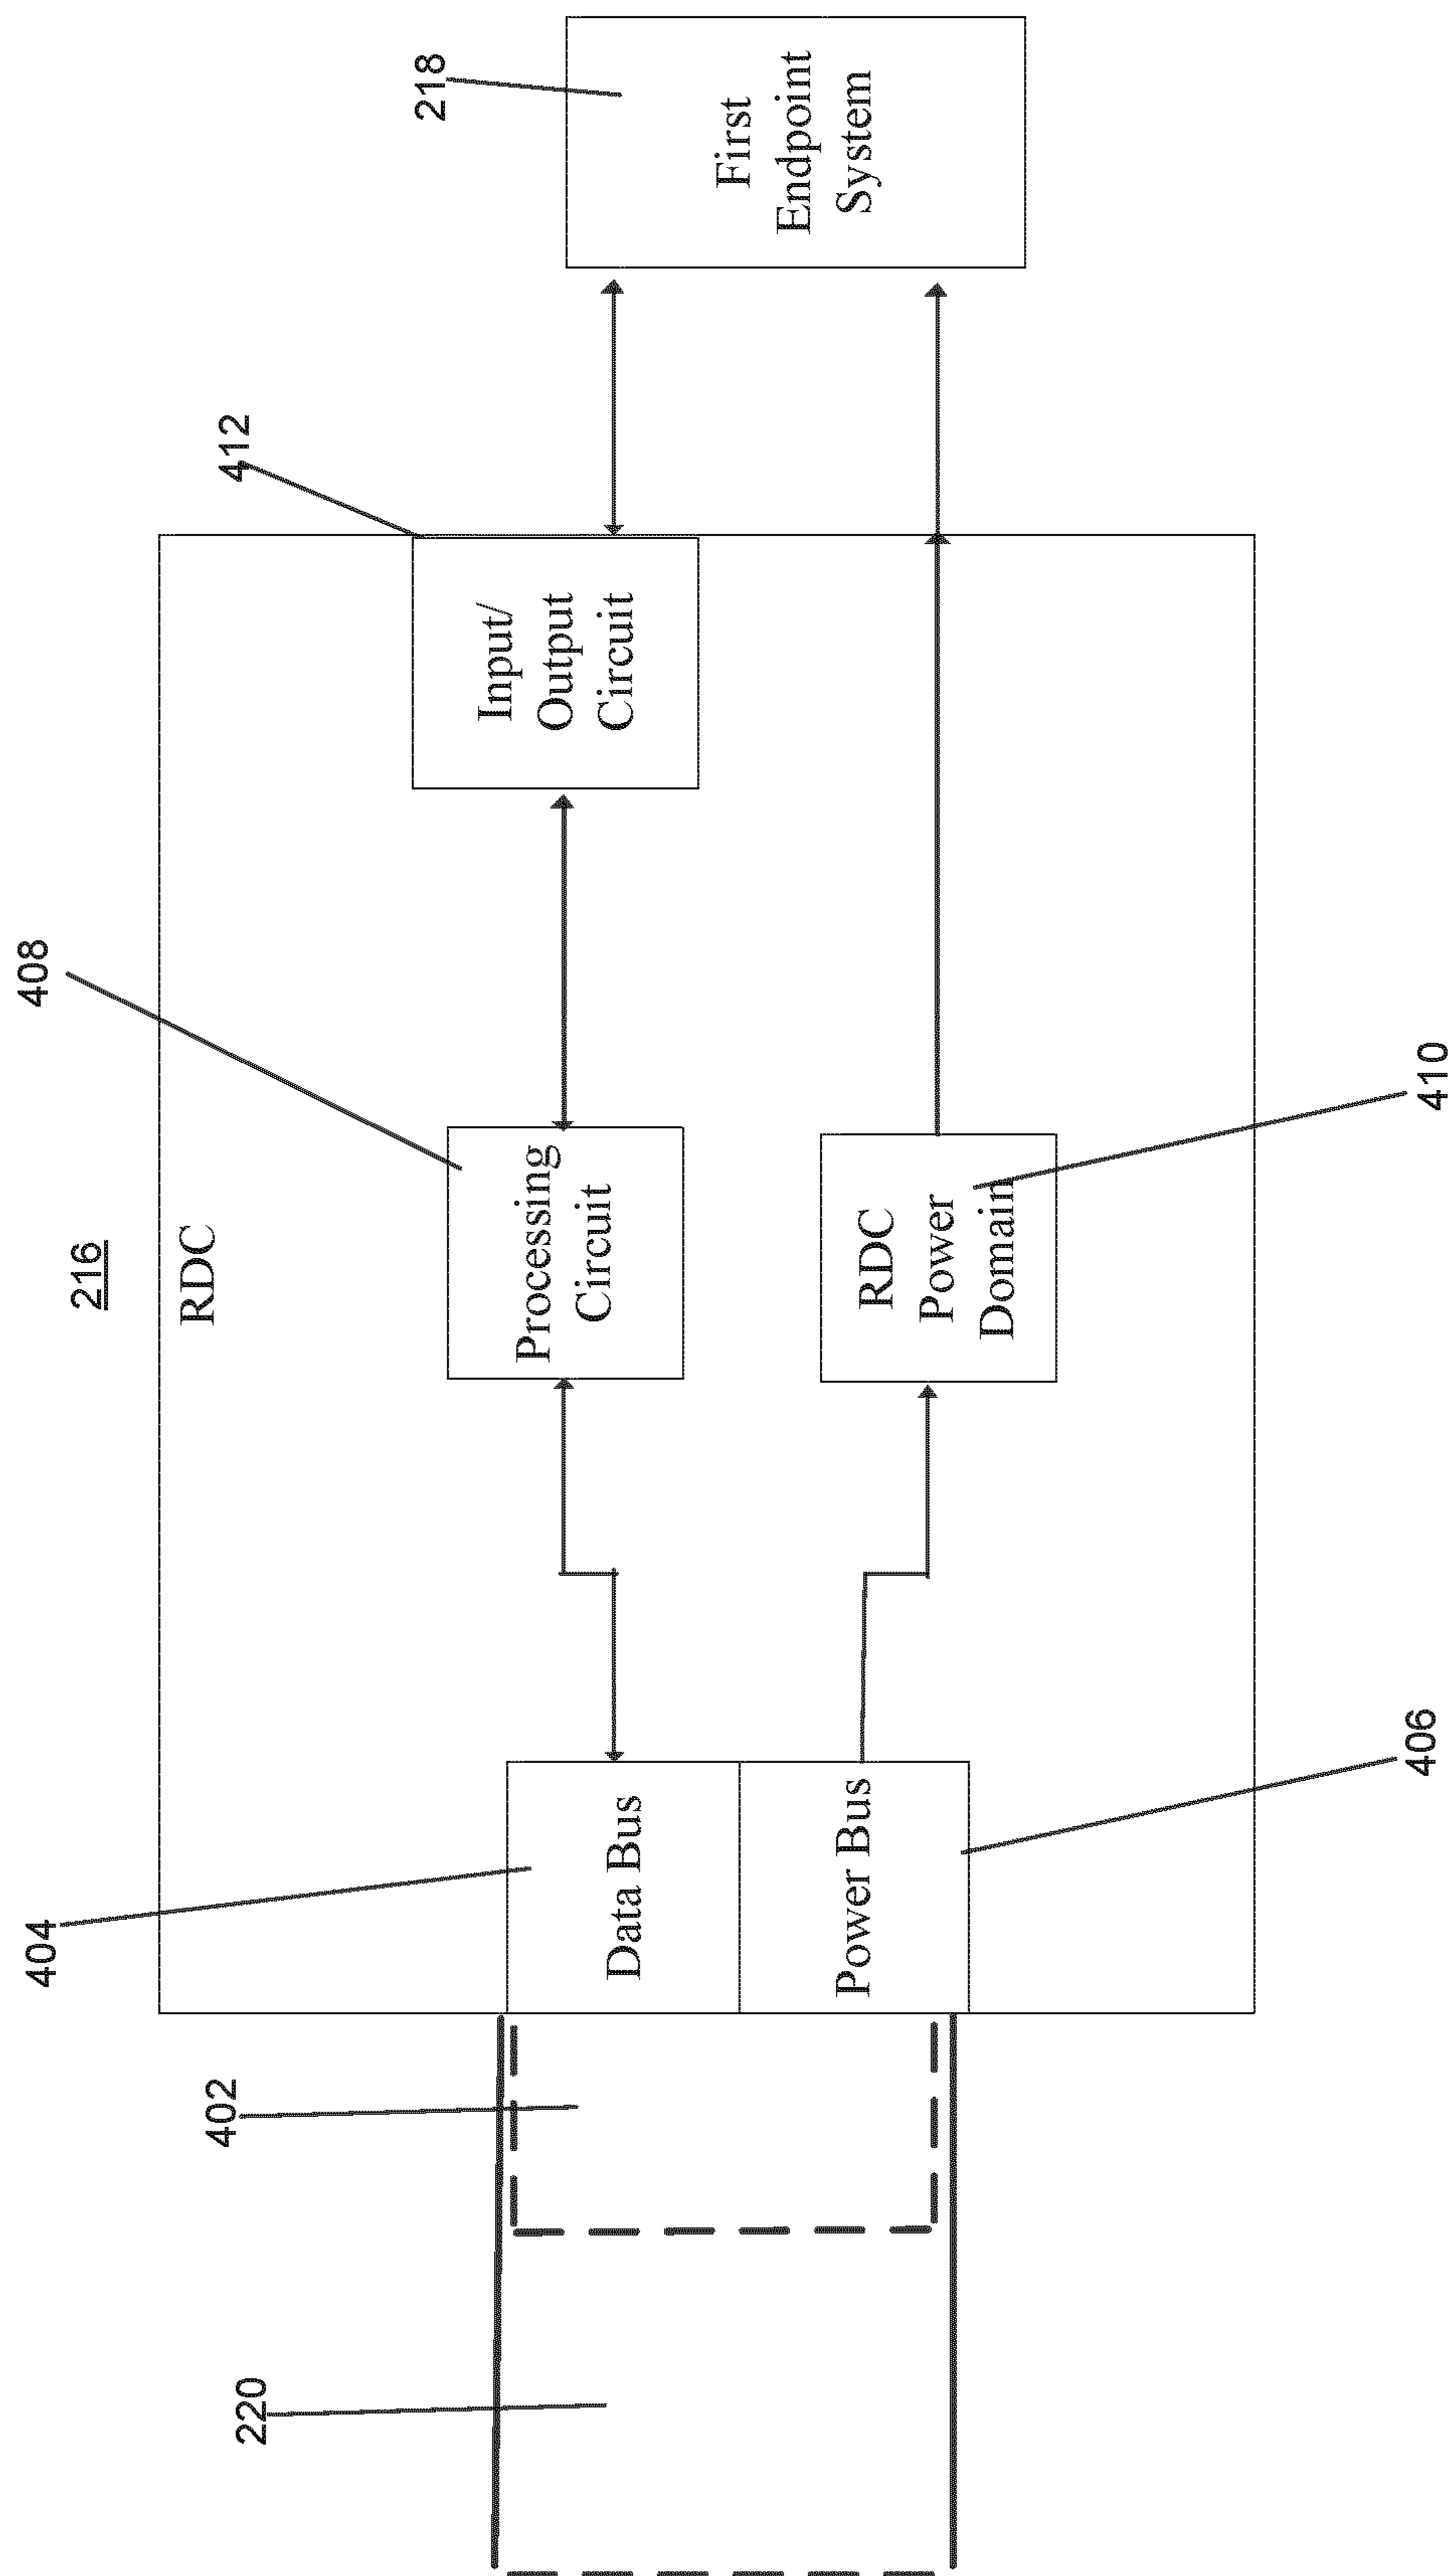 216
RDC
408
412
218
404
402
220
Data Bus
Power Bus
Processing
Circuit
RDC
Power
Domain
Input/
Output
Circuit
First
Endpoint
System
406
410